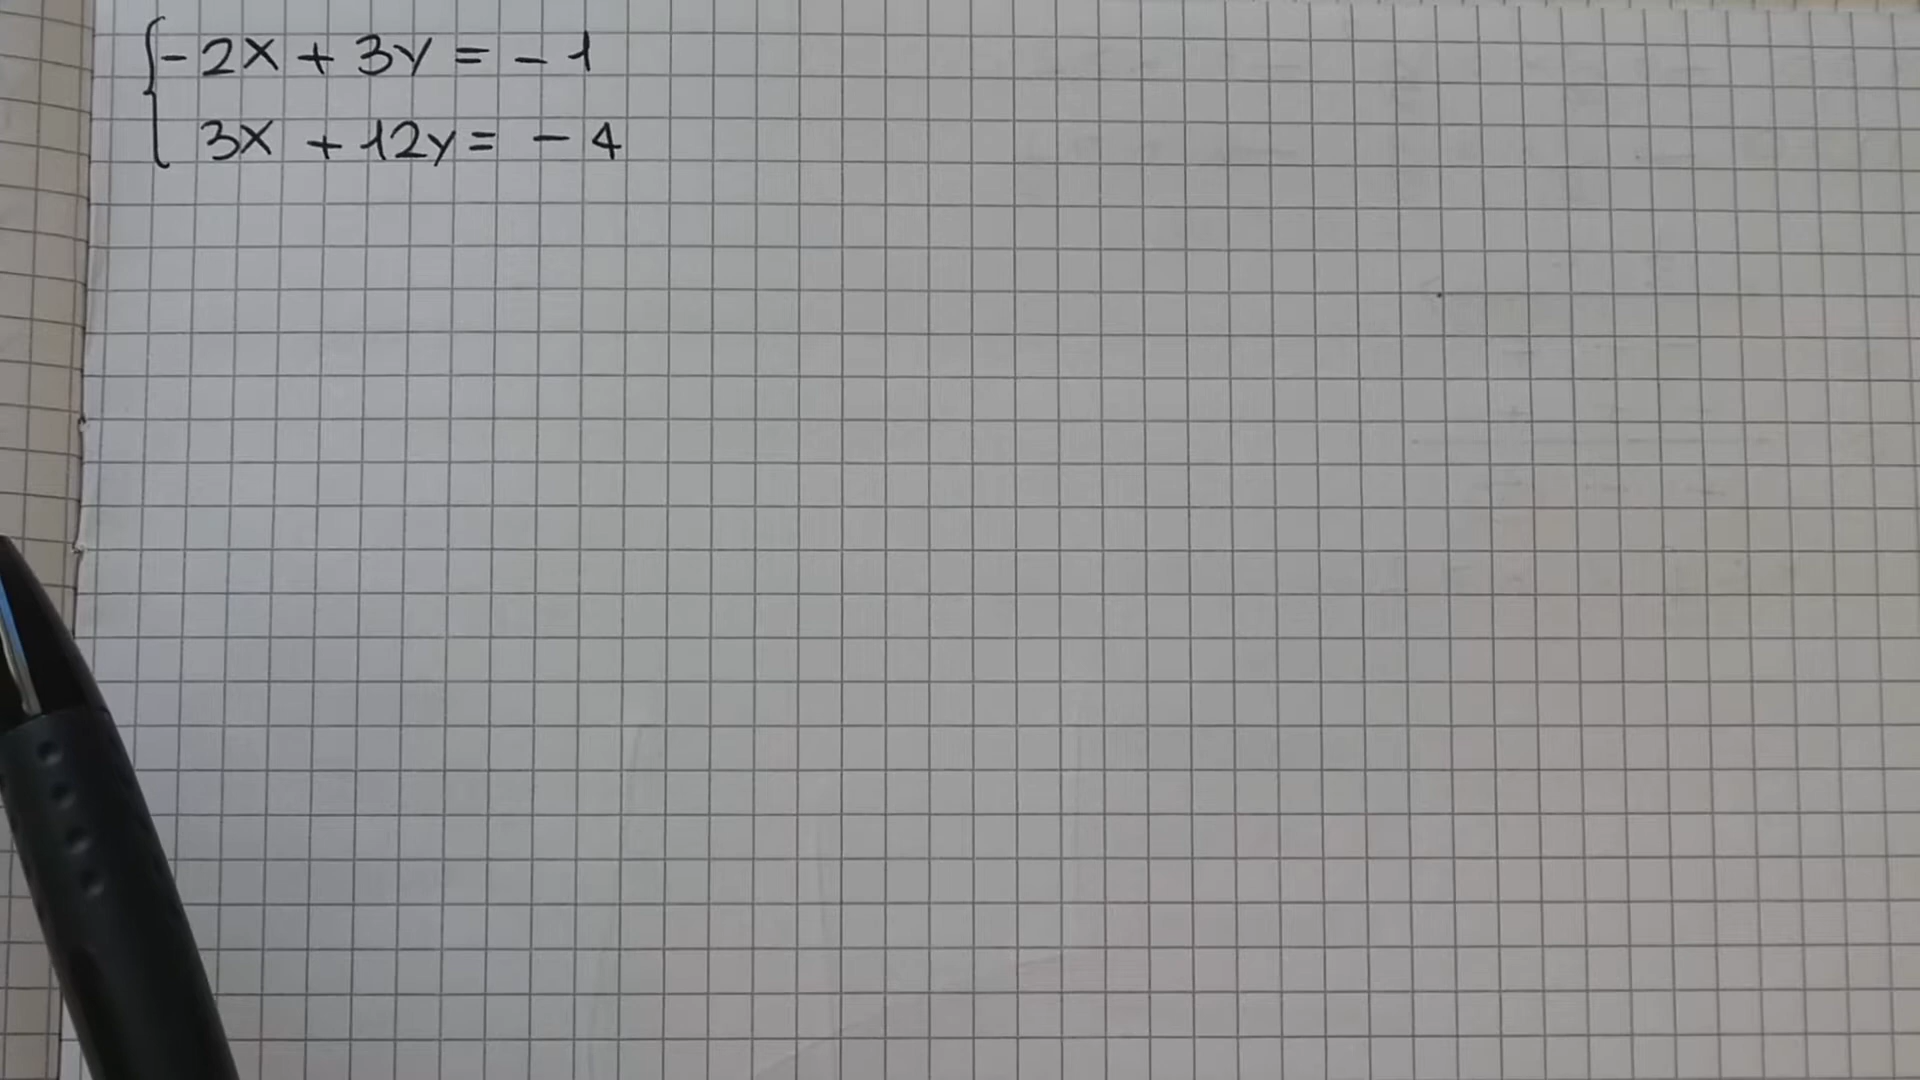 -2X + 3Y = -1
3X + 12Y = -4